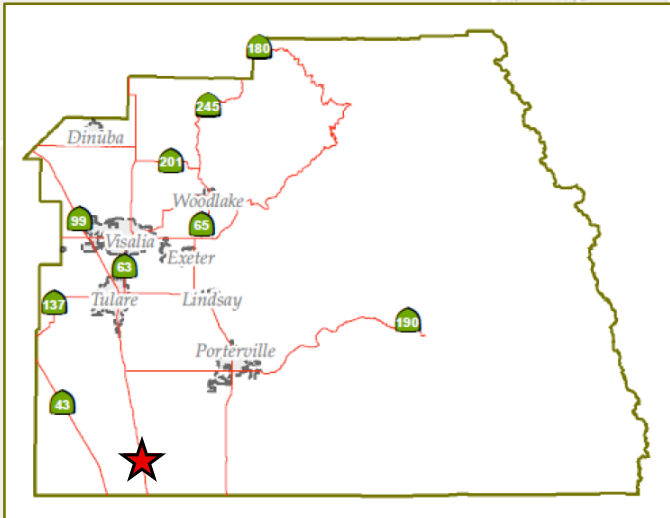 180
245
Dinuba
201
Woodlake
99
65
Visalia
Exeter
63
137
Tulare
Lindsay
190
Porterville
43